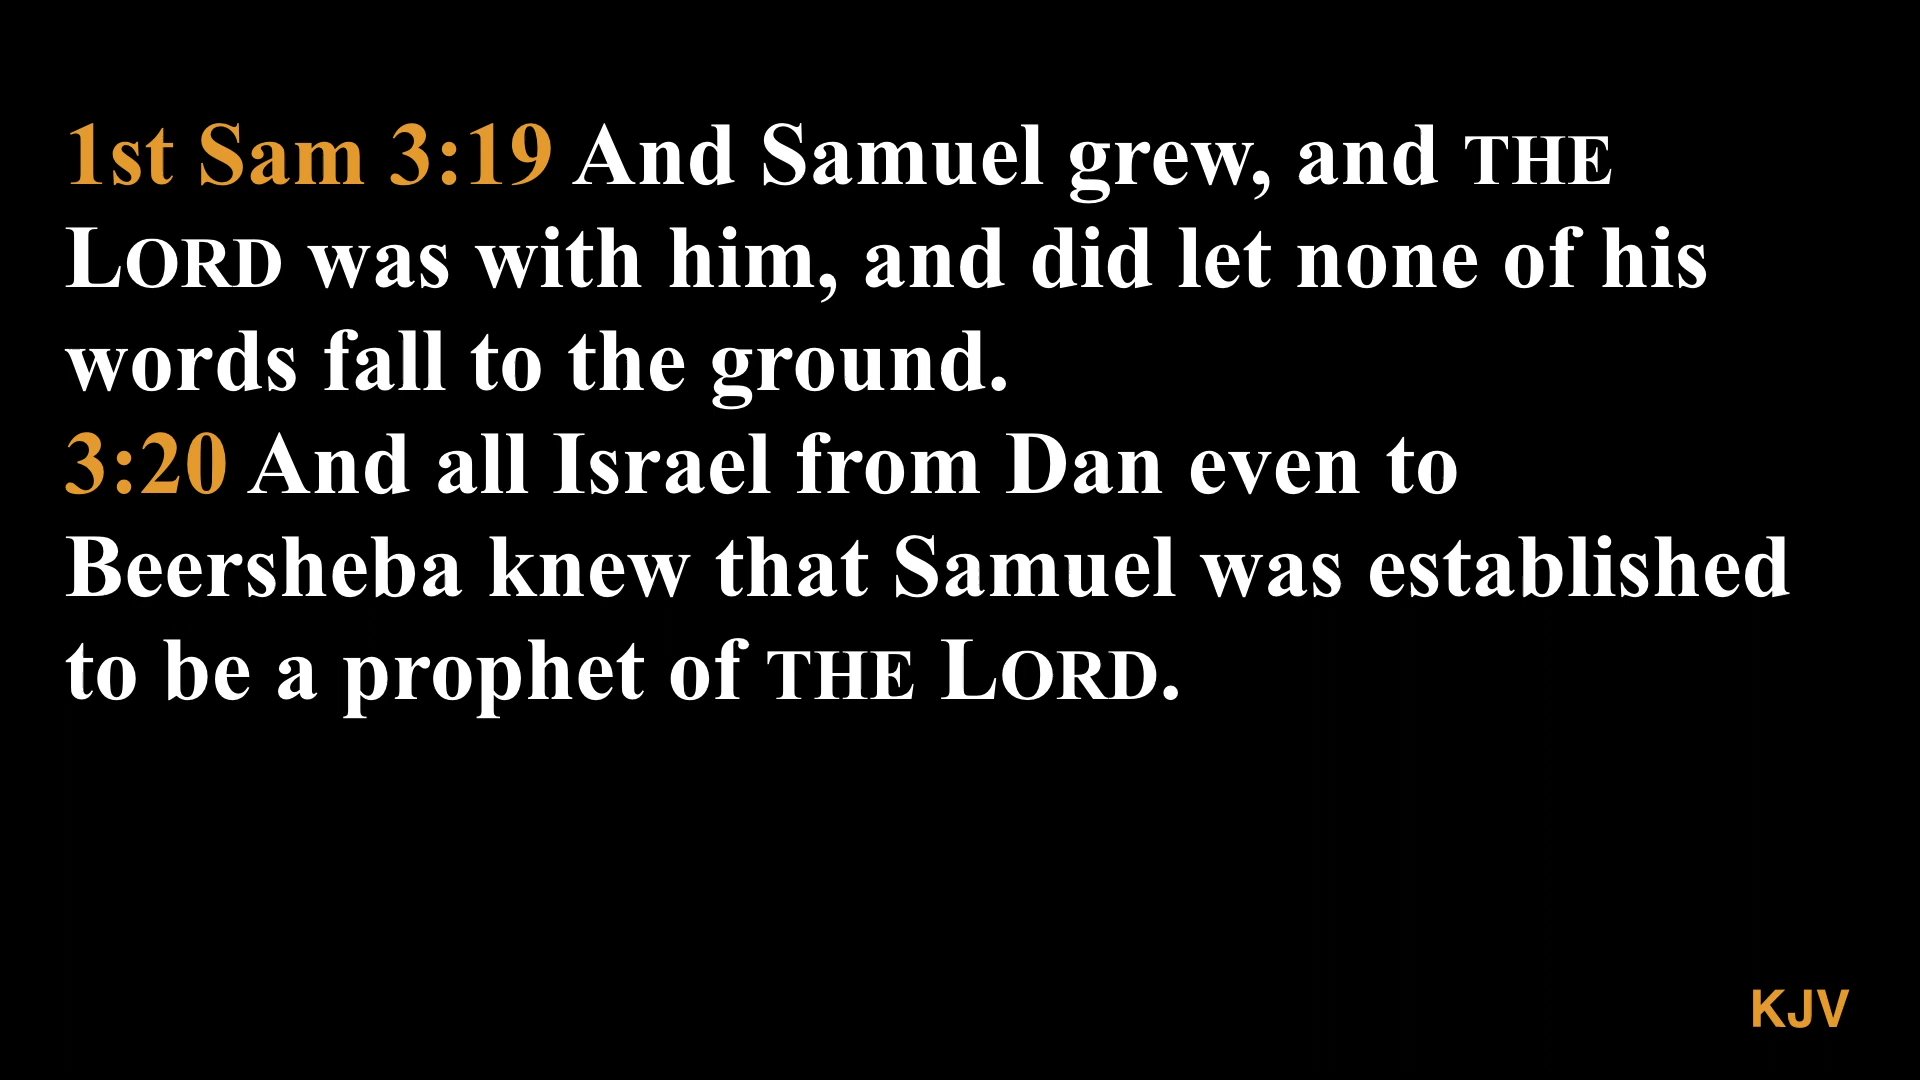 1st Sam 3:19 And Samuel grew, and THE
LORD was with him, and did let none of his
words fall to the ground.
3:20 And all Israel from Dan even to
Beersheba knew that Samuel was established
to be a prophet of THE LORD.
KJV